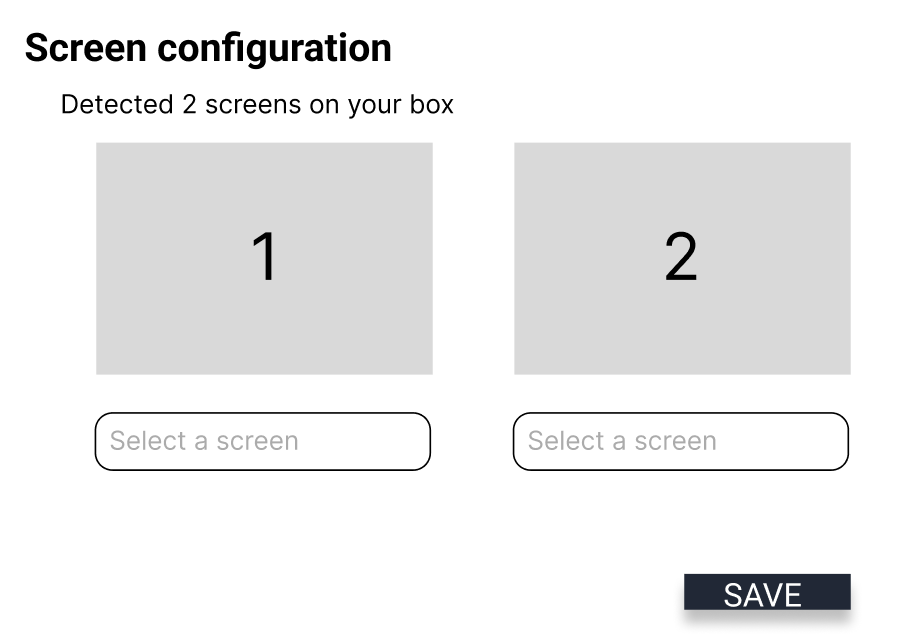 Screen configuration
Detected 2 screens on your box
1
2
Select a screen
Select a screen
SAVE